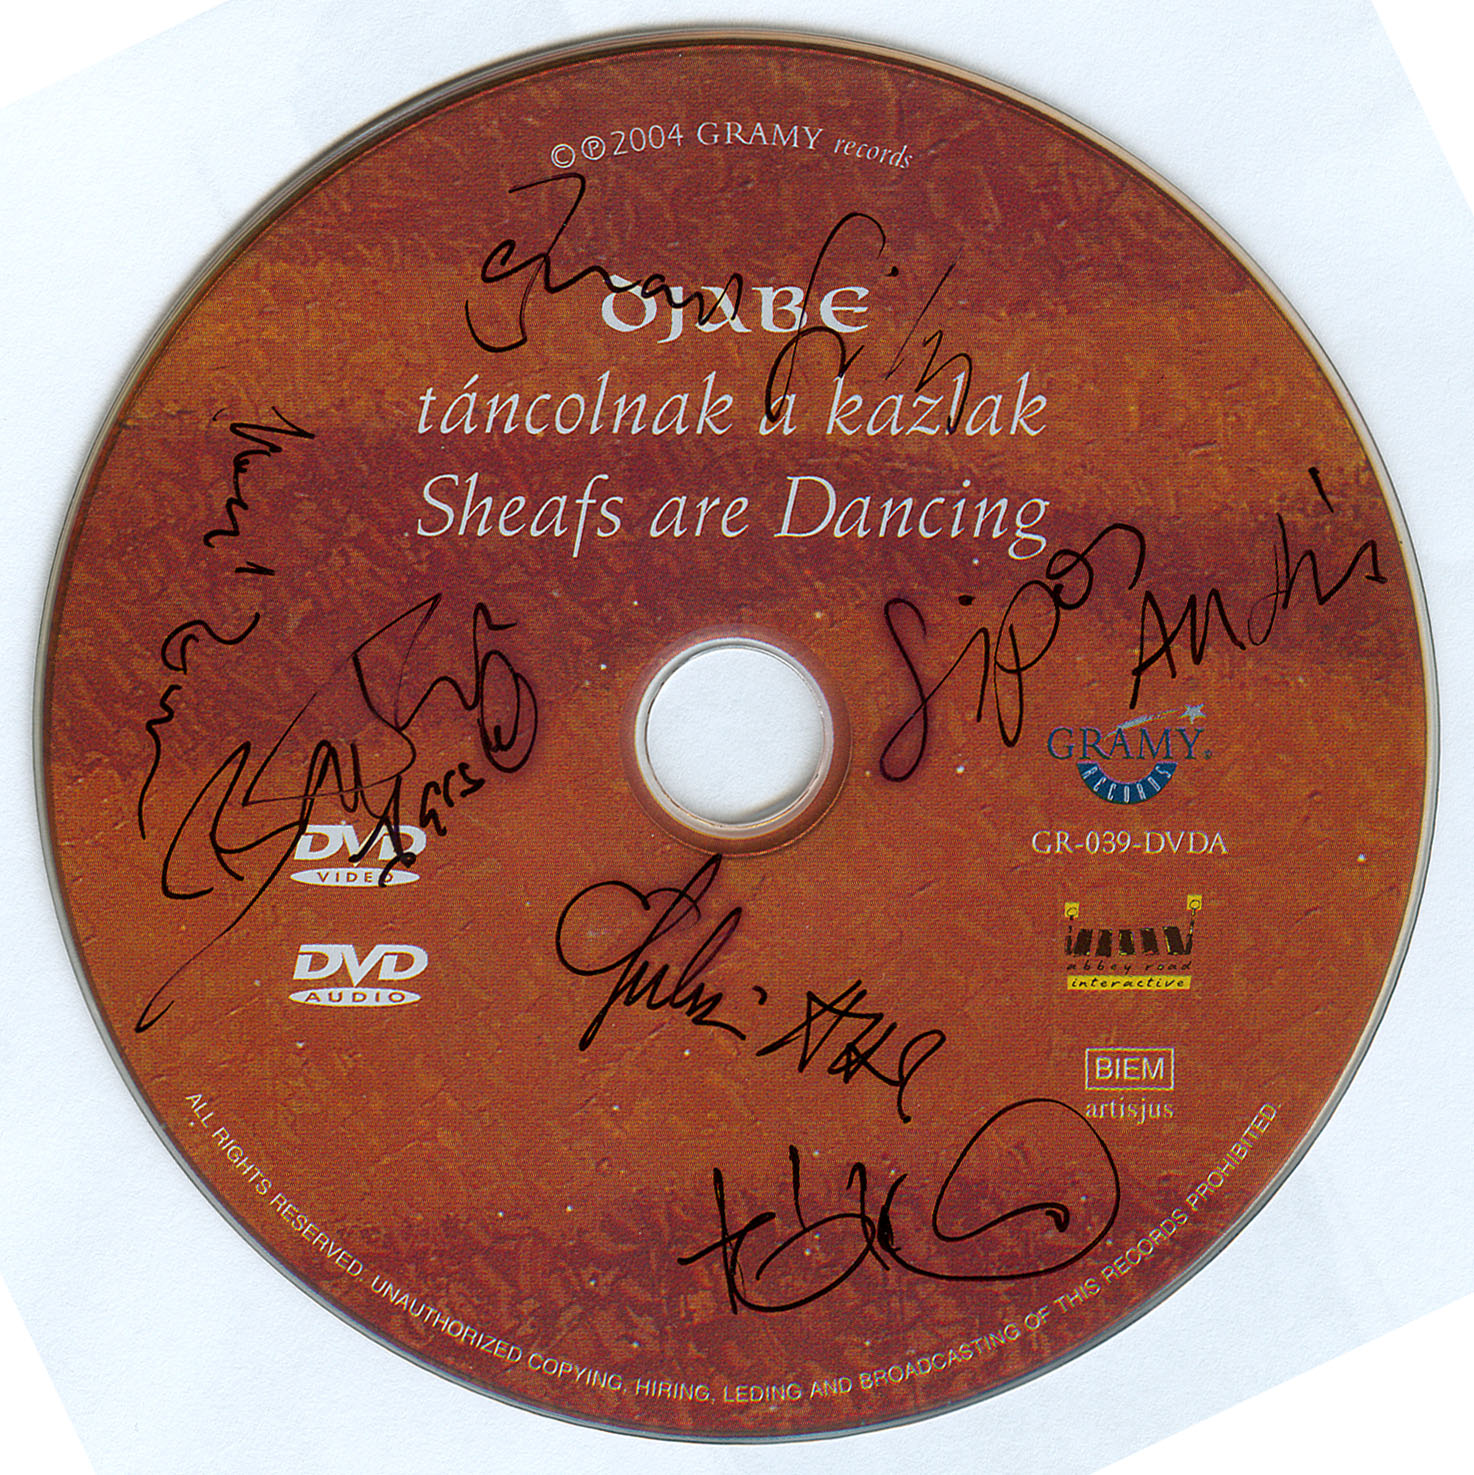 © ℗ 2004 GRAMY records
DJABE
táncolnak a kazlak
Sheafs are Dancing
Sipos András
GRAMY
RECORDS
GR-039-DVDA
DVD
VIDEO
abbey road
interactive
DVD
AUDIO
BIEM
artisjus
ALL RIGHTS RESERVED. UNAUTHORIZED COPYING, HIRING, LEDING AND BROADCASTING OF THIS RECORDS PROHIBITED.